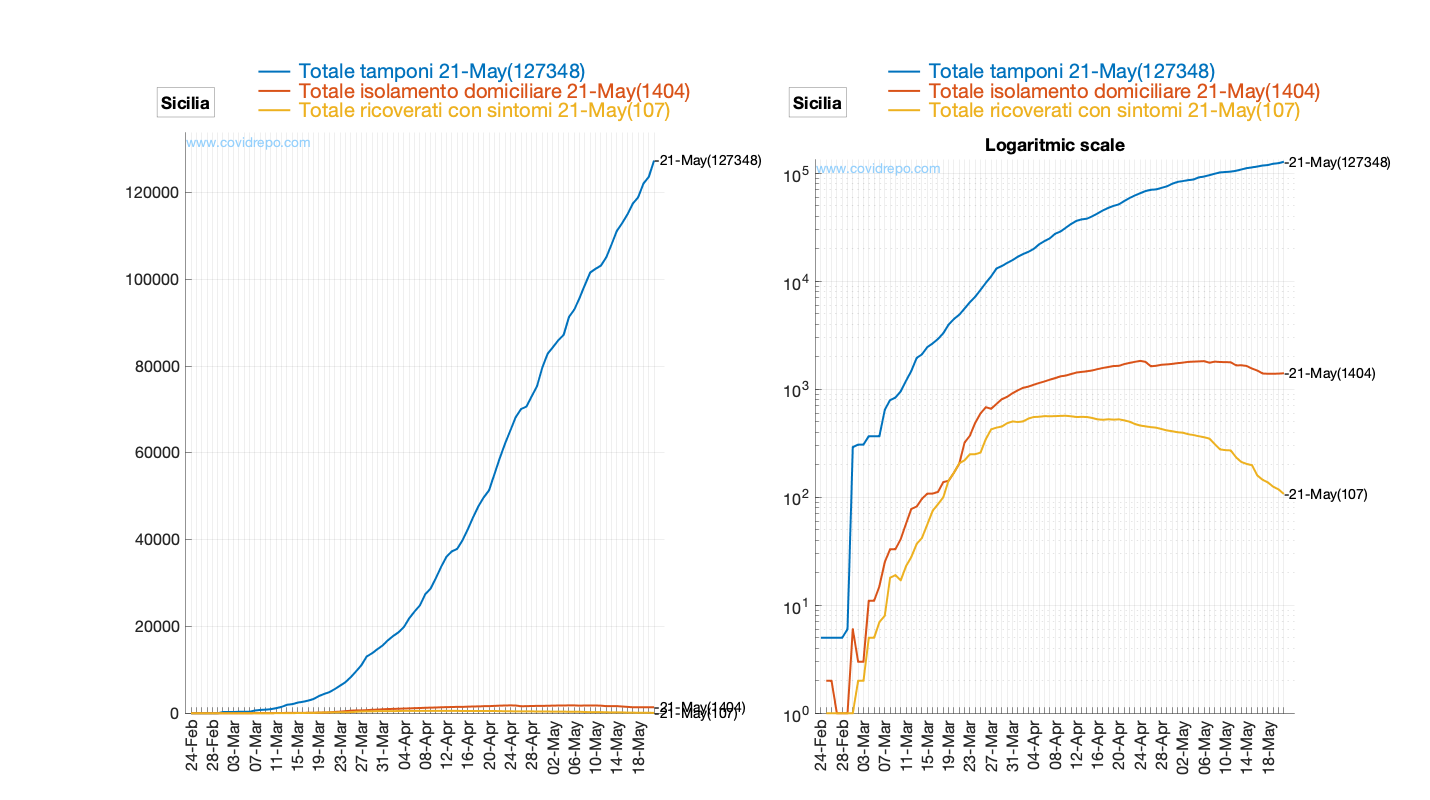 Totale tamponi 21-May(127348)
Totale isolamento domiciliare 21-May(1404)
Totale ricoverati con sintomi 21-May(107)
Sicilia
www.covidrepo.com
21-May(127348)
120000
100000
80000
60000
40000
20000
0
21-May(1404)
21-May(107)
24-Feb
28-Feb
03-Mar
07-Mar
11-Mar
15-Mar
19-Mar
23-Mar
27-Mar
31-Mar
04-Apr
08-Apr
12-Apr
16-Apr
20-Apr
24-Apr
28-Apr
02-May
06-May
10-May
14-May
18-May
Totale tamponi 21-May(127348)
Totale isolamento domiciliare 21-May(1404)
Totale ricoverati con sintomi 21-May(107)
Sicilia
Logaritmic scale
www.covidrepo.com
21-May(127348)
10^5
10^4
10^3
10^2
10^1
10^0
21-May(1404)
21-May(107)
24-Feb
28-Feb
03-Mar
07-Mar
11-Mar
15-Mar
19-Mar
23-Mar
27-Mar
31-Mar
04-Apr
08-Apr
12-Apr
16-Apr
20-Apr
24-Apr
28-Apr
02-May
06-May
10-May
14-May
18-May